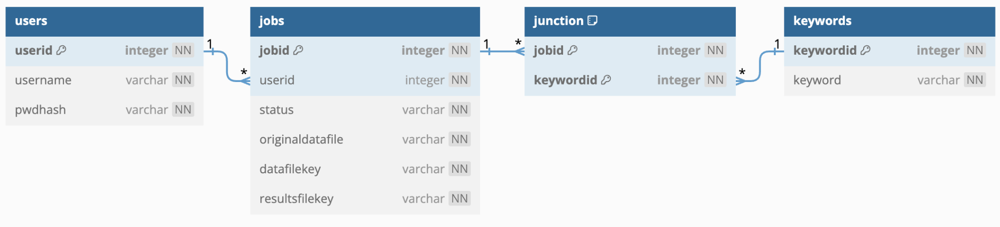 users
userid integer NN
username varchar NN
pwdhash varchar NN
1
*
jobs
jobid integer NN
userid integer NN
status varchar NN
originaldatafile varchar NN
datafilekey varchar NN
resultsfilekey varchar NN
1
*
junction
jobid integer NN
keywordid integer NN
*
1
keywords
keywordid integer NN
keyword varchar NN